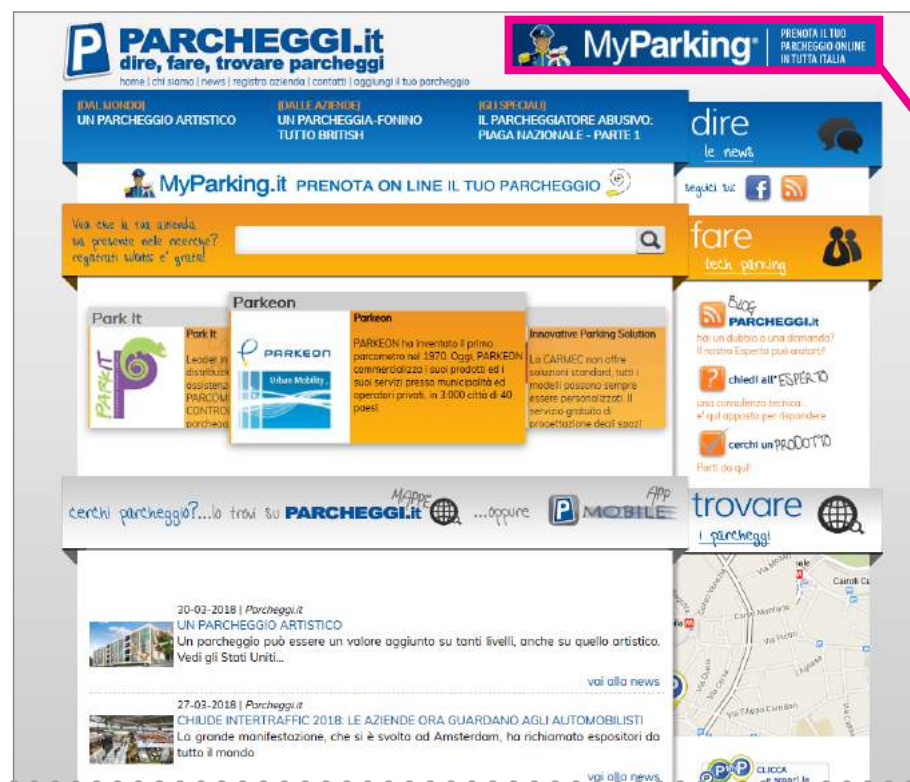 PARCHEGGI.it
dire, fare, trovare parcheggi
home | chi siamo | news | registra azienda | contatti | aggiungi il tuo parcheggio
MyParking®
PRENOTA IL TUO
PARCHEGGIO ONLINE
IN TUTTA ITALIA
[DAL MONDO]
UN PARCHEGGIO ARTISTICO
[DALLE AZIENDE]
UN PARCHEGGIA-FONINO
TUTTO BRITISH
[GLI SPECIALI]
IL PARCHEGGIATORE ABUSIVO:
PIAGA NAZIONALE - PARTE 1
dire
le news
MyParking.it PRENOTA ON LINE IL TUO PARCHEGGIO
seguici su:
Vuoi che la tua azienda
sia presente nelle ricerche?
registrati subito e' gratis!
fare
tech parking
Park It
Park It
Leader in
PARK IT
Parkeon
PARKEON
Urban Mobility
Parkeon
PARKEON ha inventato il primo
parcometro nel 1970. Oggi, PARKEON
commercializza i suoi prodotti ed i
suoi servizi presso municipalità ed
operatori privati, in 3.000 città di 40
paesi.
Innovative Parking Solution
La CARMEC non offre
soluzioni standard, tutti i
modelli possono sempre
essere personalizzati. Il
servizio gratuito di
progettazione degli spazi
BLOG
PARCHEGGI.it
hai un dubbio o una domanda?
Il nostro Esperto può aiutarti!
chiedi all'ESPERTO
una consulenza tecnica..
e' qui apposta per rispondere
cerchi un PRODOTTO
Parti da qui!
cerchi parcheggio?...lo trovi su PARCHEGGI.it MAPPE ...oppure P MOBILE APP
trovare
i parcheggi
30-03-2018 | Parcheggi.it
UN PARCHEGGIO ARTISTICO
Un parcheggio può essere un valore aggiunto su tanti livelli, anche su quello artistico.
Vedi gli Stati Uniti...
vai alla news
27-03-2018 | Parcheggi.it
CHIUDE INTERTRAFFIC 2018: LE AZIENDE ORA GUARDANO AGLI AUTOMOBILISTI
La grande manifestazione, che si è svolta ad Amsterdam, ha richiamato espositori da
tutto il mondo
vai alla news
Cairoli
Via Filippo Carcano
CLICCA